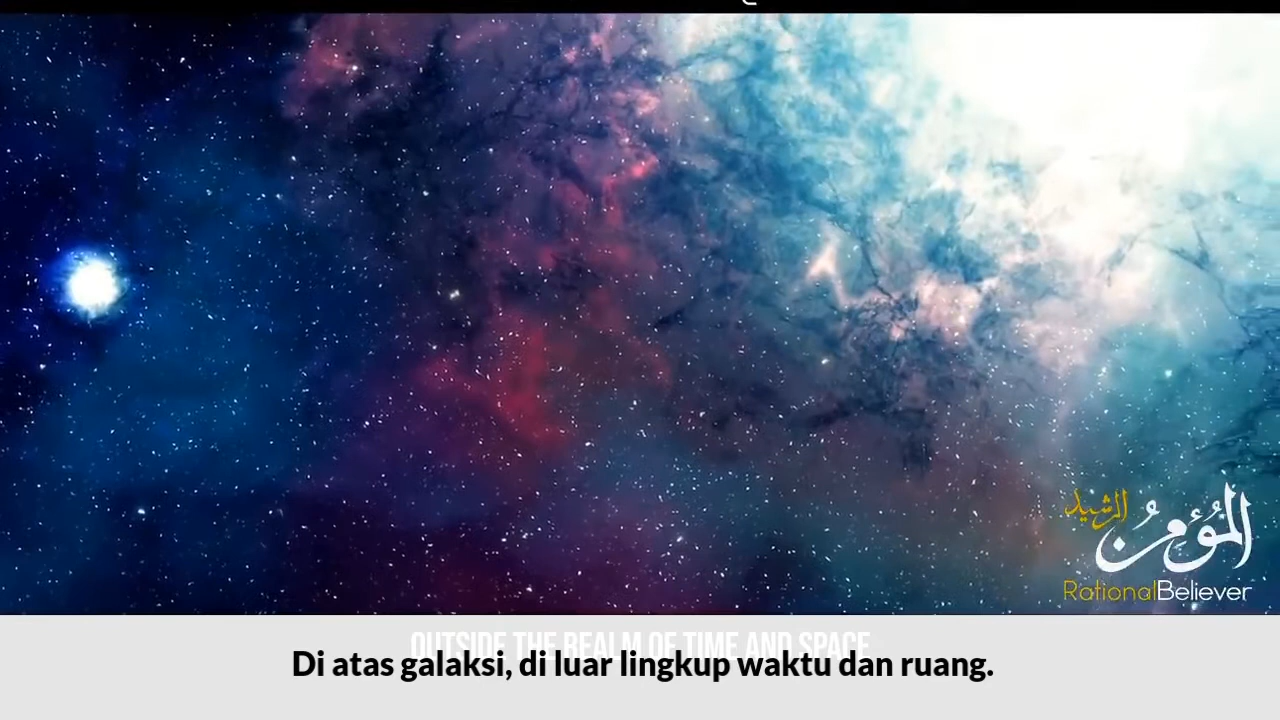 المؤمن الرشيد
RationalBeliever
OUTSIDE THE REALM OF TIME AND SPACE
Di atas galaksi, di luar lingkup waktu dan ruang.